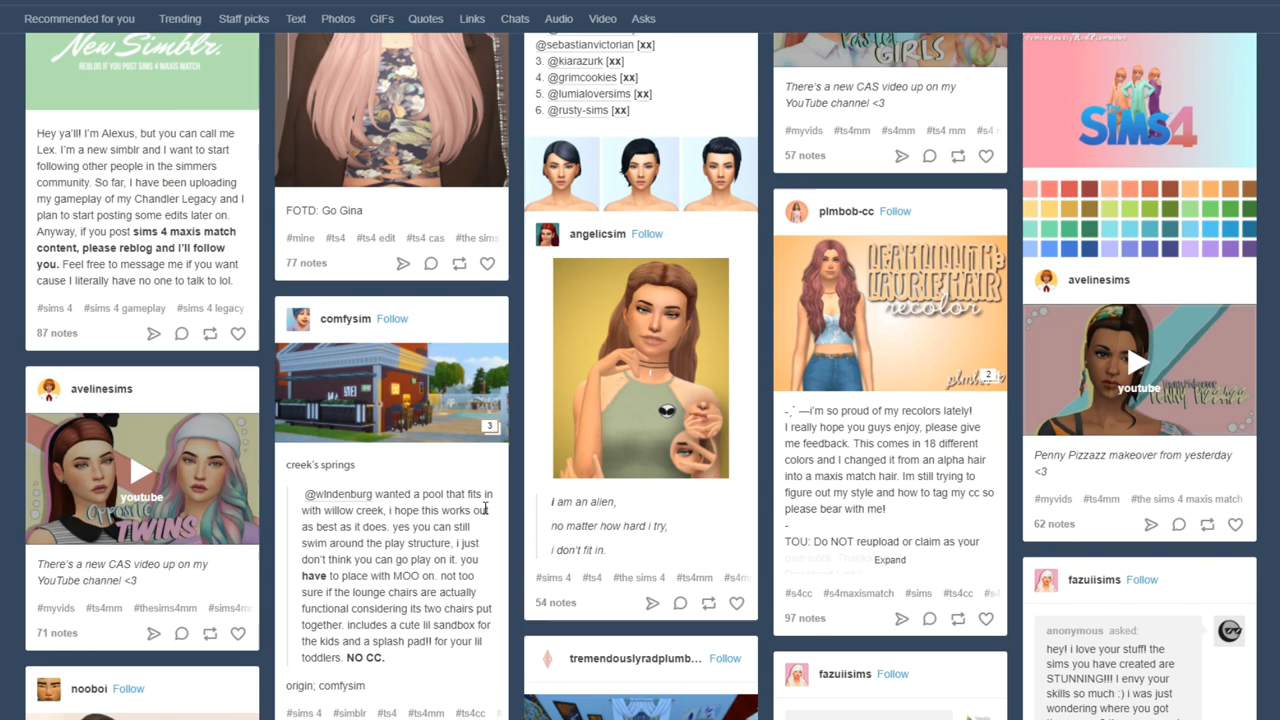 Recommended for you
Trending
Staff picks
Text
Photos
GIFs
Quotes
Links
Chats
Audio
Video
Asks
New Simblr.
REBLOG IF YOU POST SIMS 4 MAXIS MATCH
Hey ya'll! I'm Alexus, but you can call me
Lex. I'm a new simblr and I want to start
following other people in the simmers
community. So far, I have been uploading
my gameplay of my Chandler Legacy and I
plan to start posting some edits later on.
Anyway, if you post sims 4 maxis match
content, please reblog and I'll follow
you. Feel free to message me if you want
cause I literally have no one to talk to lol.
#sims 4 #sims 4 gameplay #sims 4 legacy
87 notes
avelinesims
OPPOSITE
TWINS
youtube
There's a new CAS video up on my
YouTube channel <3
#myvids #ts4mm #thesims4mm #sims4m
71 notes
nooboi Follow
FOTD: Go Gina
#mine #ts4 #ts4 edit #ts4 cas #the sims
77 notes
comfysim Follow
3
creek's springs
@wlndenburg wanted a pool that fits in
with willow creek, i hope this works out
as best as it does. yes you can still
swim around the play structure, i just
don't think you can go play on it. you
have to place with MOO on. not too
sure if the lounge chairs are actually
functional considering its two chairs put
together. includes a cute lil sandbox for
the kids and a splash pad!! for your lil
toddlers. NO CC.
origin; comfysim
#sims 4 #simblr #ts4 #ts4mm #ts4cc
@sebastianvictorian [xx]
3. @kiarazurk [xx]
4. @grimcookies [xx]
5. @lumialoversims [xx]
6. @rusty-sims [xx]
angelicsim Follow
i am an alien,
no matter how hard i try,
i don't fit in.
#sims 4 #ts4 #the sims 4 #ts4mm #s4m
54 notes
tremendouslyradplumb... Follow
Pastel
GIRLS
There's a new CAS video up on my
YouTube channel <3
#myvids #ts4mm #s4mm #ts4 mm #s4
57 notes
plmbob-cc Follow
LEAHLILLITH'S
LAURIE HAIR
recolor
2
-ˏˋ —i'm so proud of my recolors lately!
I really hope you guys enjoy, please give
me feedback. This comes in 18 different
colors and I changed it from an alpha hair
into a maxis match hair. Im still trying to
figure out my style and how to tag my cc so
please bear with me!
-
TOU: Do NOT reupload or claim as your
own work. Thanks
Expand
#s4cc #s4maxismatch #sims #ts4cc #s4
97 notes
fazuiisims Follow
TremendouslyRadPlumbobs
SIMS4
avelinesims
PENNY PIZZAZZ
youtube
Penny Pizzazz makeover from yesterday
<3
#myvids #ts4mm #the sims 4 maxis match
62 notes
fazuiisims Follow
anonymous asked:
hey! i love your stuff! the
sims you have created are
STUNNING!!! I envy your
skills so much :) i was just
wondering where you got